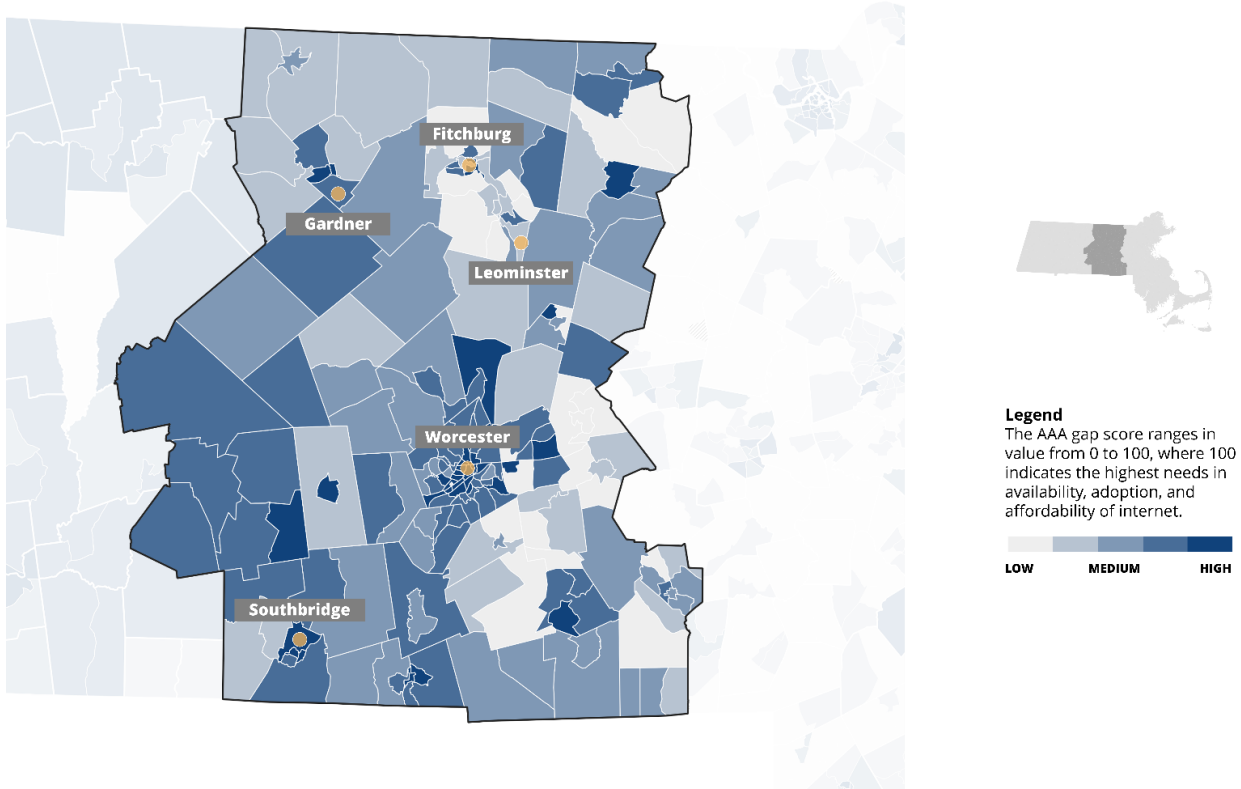 Fitchburg
Gardner
Leominster
Worcester
Southbridge
Legend
The AAA gap score ranges in
value from 0 to 100, where 100
indicates the highest needs in
availability, adoption, and
affordability of internet.
LOW MEDIUM HIGH